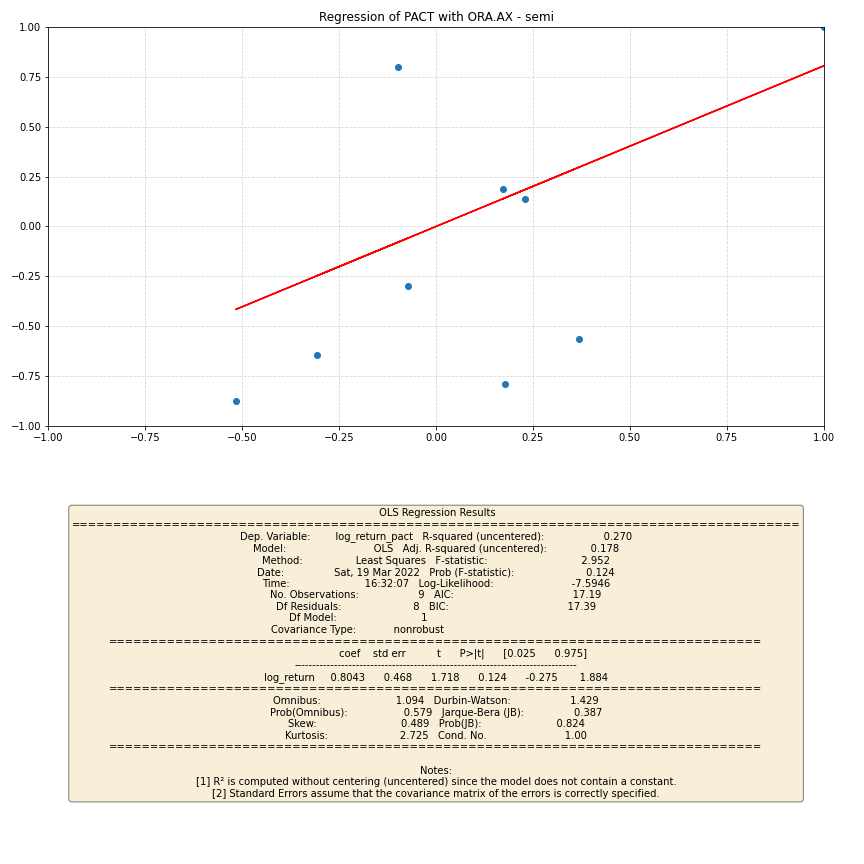 Regression of PACT with ORA.AX - semi
1.00
0.75
0.50
0.25
0.00
−0.25
−0.50
−0.75
−1.00
−1.00 −0.75 −0.50 −0.25 0.00 0.25 0.50 0.75 1.00
OLS Regression Results
==============================================================================
Dep. Variable: log_return_pact R-squared (uncentered): 0.270
Model: OLS Adj. R-squared (uncentered): 0.178
Method: Least Squares F-statistic: 2.952
Date: Sat, 19 Mar 2022 Prob (F-statistic): 0.124
Time: 16:32:07 Log-Likelihood: -7.5946
No. Observations: 9 AIC: 17.19
Df Residuals: 8 BIC: 17.39
Df Model: 1
Covariance Type: nonrobust
==============================================================================
coef std err t P>|t| [0.025 0.975]
------------------------------------------------------------------------------
log_return 0.8043 0.468 1.718 0.124 -0.275 1.884
==============================================================================
Omnibus: 1.094 Durbin-Watson: 1.429
Prob(Omnibus): 0.579 Jarque-Bera (JB): 0.387
Skew: 0.489 Prob(JB): 0.824
Kurtosis: 2.725 Cond. No. 1.00
==============================================================================
Notes:
[1] R² is computed without centering (uncentered) since the model does not contain a constant.
[2] Standard Errors assume that the covariance matrix of the errors is correctly specified.